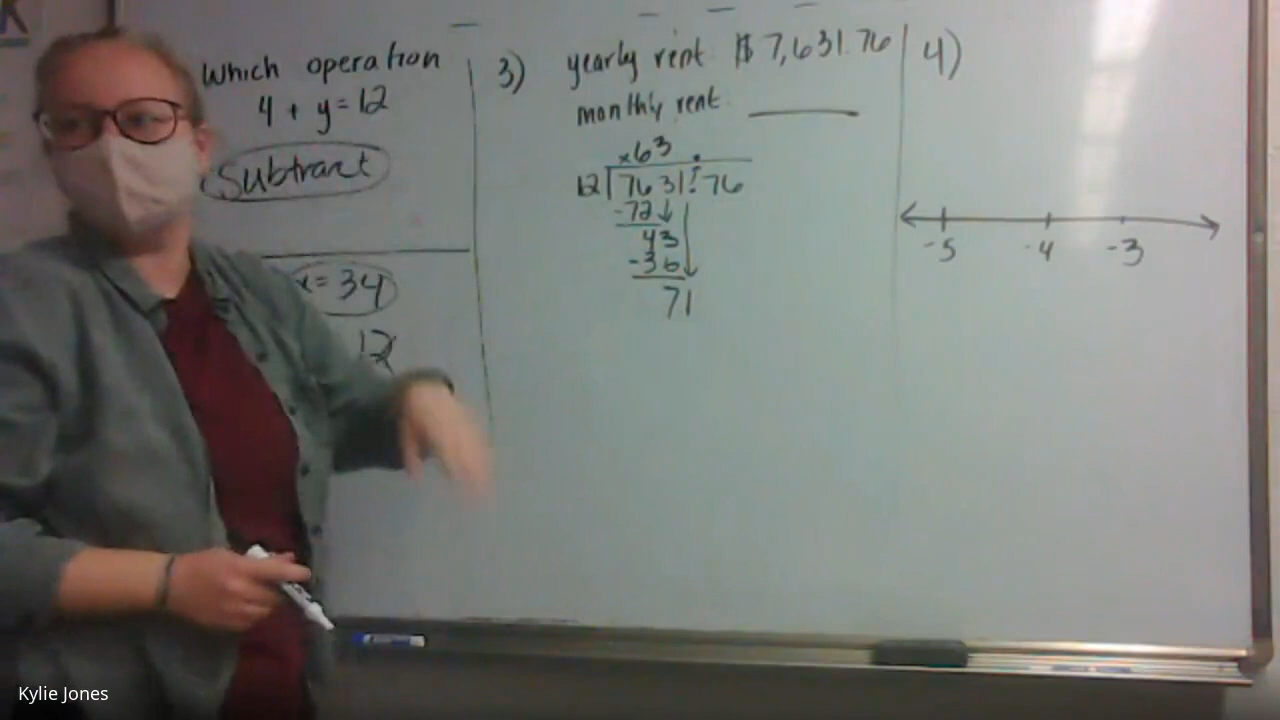 Which operation
4 + y = 12
Subtract
x = 34
12
3) yearly rent $7,631.76
monthly rent
x63 .
12 7631.76
-72
43
-36
71
4)
-5 -4 -3
Kylie Jones